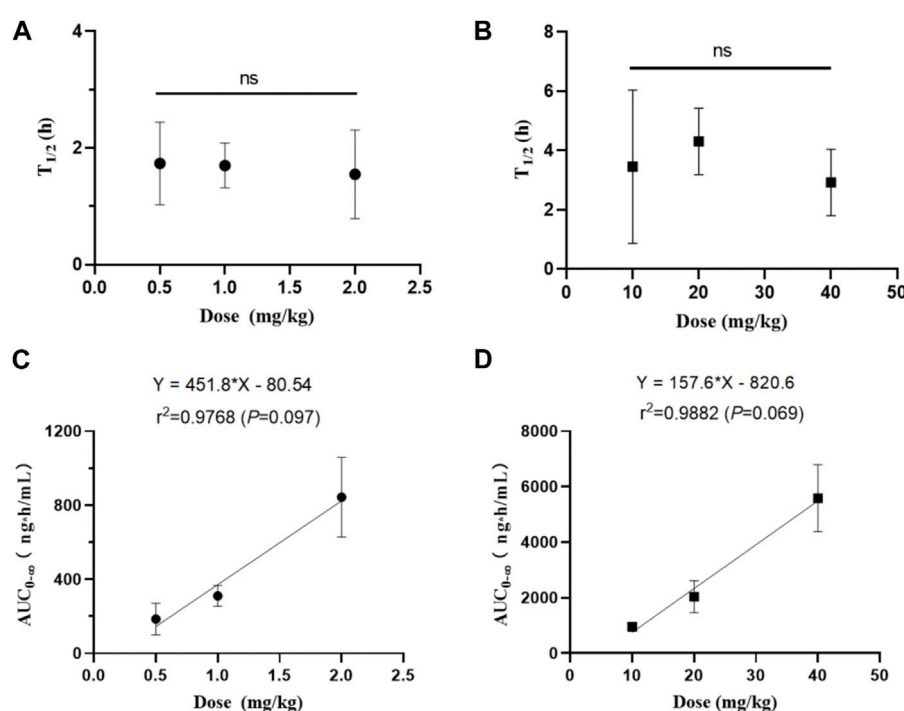 A
ns
T1/2 (h)
4
2
0
0.0 0.5 1.0 1.5 2.0 2.5
Dose (mg/kg)
B
ns
T1/2 (h)
8
6
4
2
0
0 10 20 30 40 50
Dose (mg/kg)
C
Y = 451.8*X - 80.54
r²=0.9768 (P=0.097)
AUC0-∞ ( ng*h/mL)
1200
800
400
0
0.0 0.5 1.0 1.5 2.0 2.5
Dose (mg/kg)
D
Y = 157.6*X - 820.6
r²=0.9882 (P=0.069)
AUC0-∞ ( ng*h/mL)
8000
6000
4000
2000
0
0 10 20 30 40 50
Dose (mg/kg)